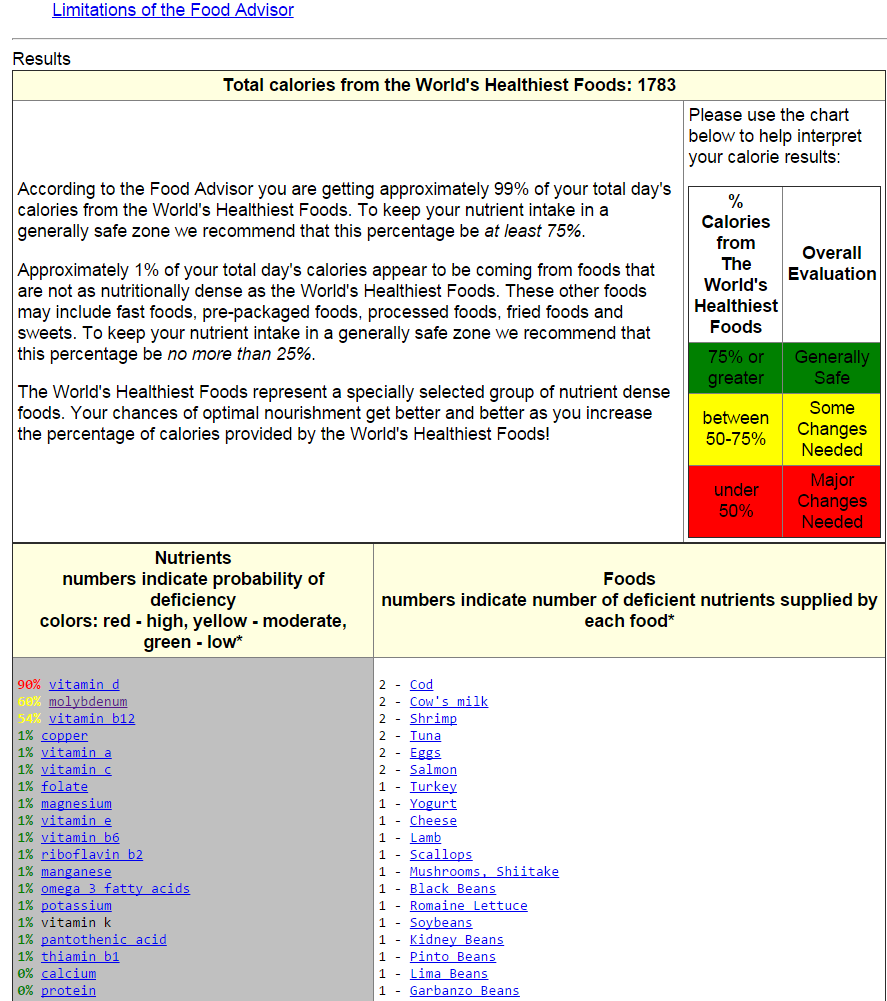 Limitations of the Food Advisor
Results
Total calories from the World's Healthiest Foods: 1783
According to the Food Advisor you are getting approximately 99% of your total day's
calories from the World's Healthiest Foods. To keep your nutrient intake in a
generally safe zone we recommend that this percentage be at least 75%.
Approximately 1% of your total day's calories appear to be coming from foods that
are not as nutritionally dense as the World's Healthiest Foods. These other foods
may include fast foods, pre-packaged foods, processed foods, fried foods and
sweets. To keep your nutrient intake in a generally safe zone we recommend that
this percentage be no more than 25%.
The World's Healthiest Foods represent a specially selected group of nutrient dense
foods. Your chances of optimal nourishment get better and better as you increase
the percentage of calories provided by the World's Healthiest Foods!
Please use the chart
below to help interpret
your calorie results:
%
Calories
from
The
World's
Healthiest
Foods
Overall
Evaluation
75% or
greater
Generally
Safe
between
50-75%
Some
Changes
Needed
under
50%
Major
Changes
Needed
Nutrients
numbers indicate probability of
deficiency
colors: red - high, yellow - moderate,
green - low*
Foods
numbers indicate number of deficient nutrients supplied by
each food*
90% vitamin d
60% molybdenum
54% vitamin b12
1% copper
1% vitamin a
1% vitamin c
1% folate
1% magnesium
1% vitamin e
1% vitamin b6
1% riboflavin b2
1% manganese
1% omega 3 fatty acids
1% potassium
1% vitamin k
1% pantothenic acid
1% thiamin b1
0% calcium
0% protein
2 - Cod
2 - Cow's milk
2 - Shrimp
2 - Tuna
2 - Eggs
2 - Salmon
1 - Turkey
1 - Yogurt
1 - Cheese
1 - Lamb
1 - Scallops
1 - Mushrooms, Shiitake
1 - Black Beans
1 - Romaine Lettuce
1 - Soybeans
1 - Kidney Beans
1 - Pinto Beans
1 - Lima Beans
1 - Garbanzo Beans